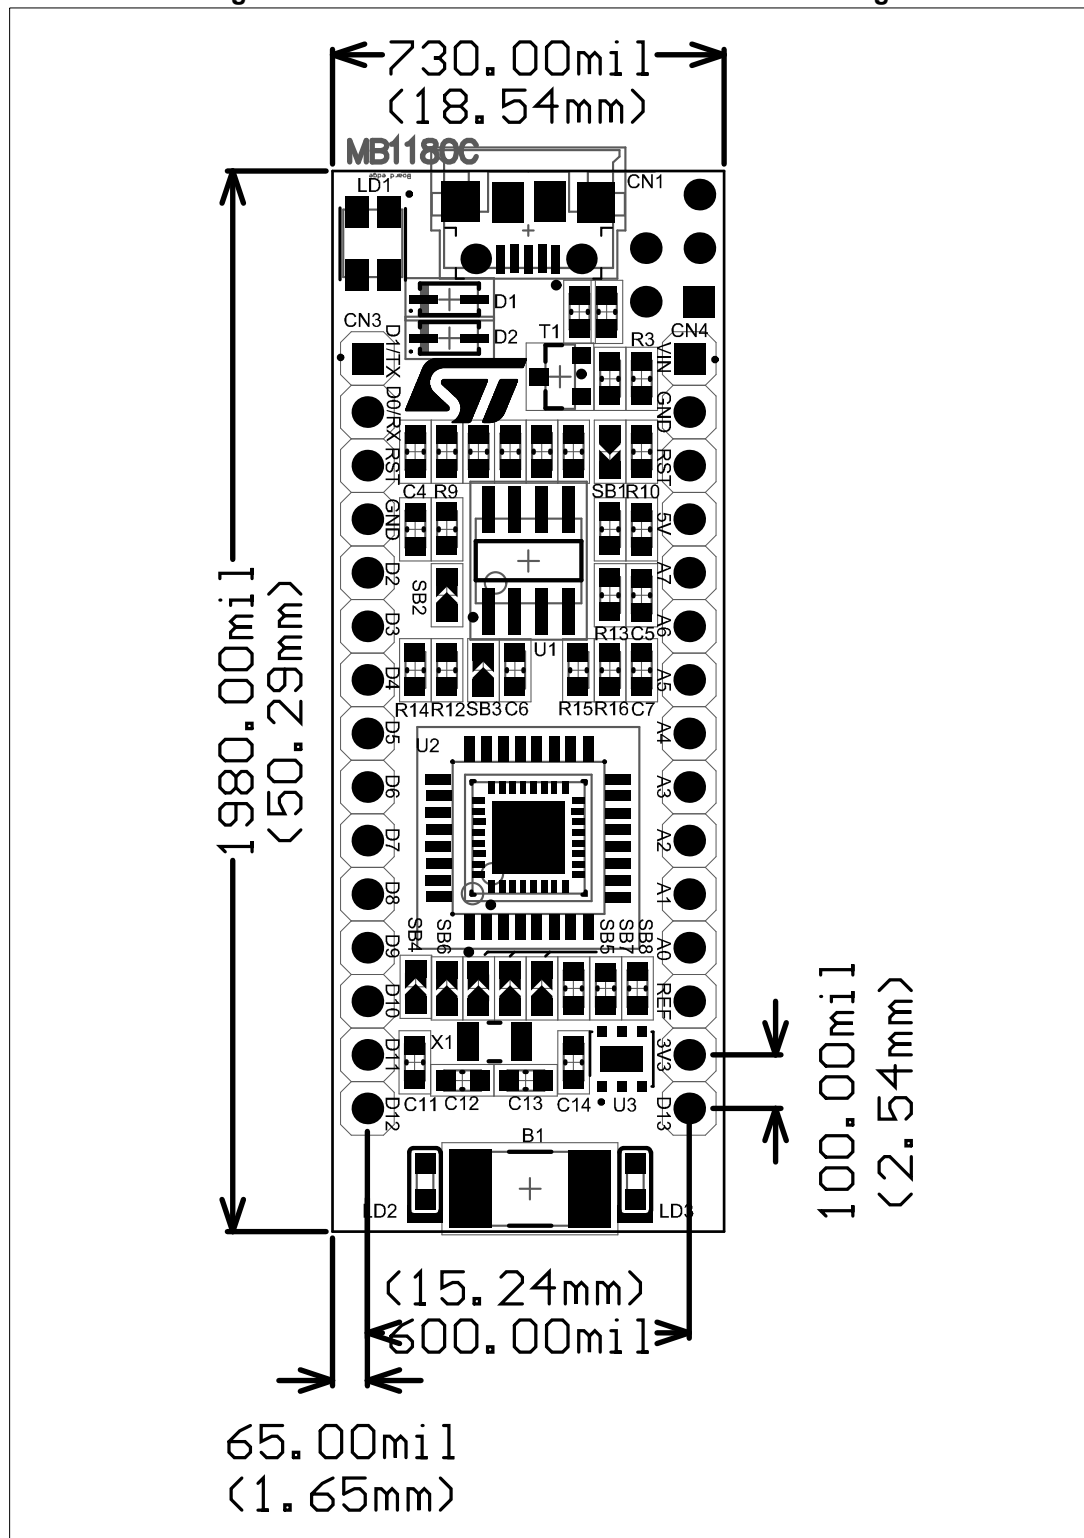 730.00mil
(18.54mm)
MB1180C
Board edge
LD1
CN1
D1
D2
CN3
T1
R3
CN4
D1/TX
D0/RX
RST
GND
D2
D3
D4
D5
D6
D7
D8
D9
D10
D11
D12
VIN
GND
RST
5V
A7
A6
A5
A4
A3
A2
A1
A0
REF
3V3
D13
ST
C4 R9
SB1 R10
SB2
R13 C5
U1
R14 R12 SB3 C6
R15 R16 C7
U2
SB4
SB6
SB5
SB7
SB8
X1
C11 C12 C13 C14 U3
B1
LD2
LD3
1980.00mil
(50.29mm)
100.00mil
(2.54mm)
(15.24mm)
600.00mil
65.00mil
(1.65mm)